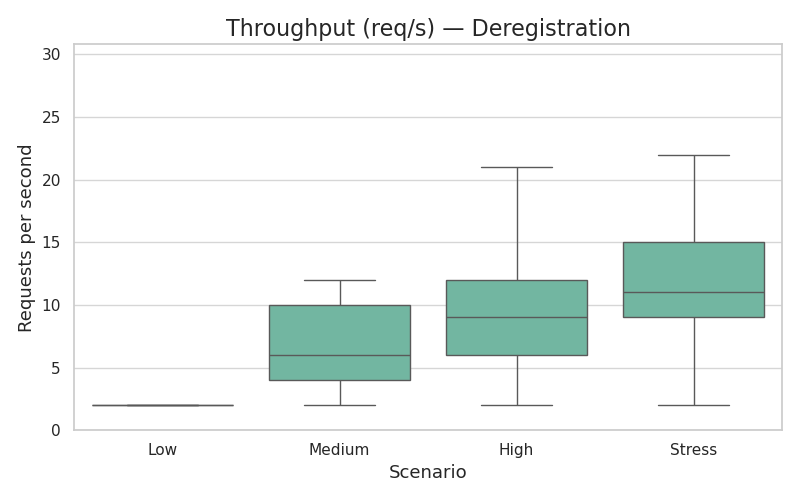 Throughput (req/s) — Deregistration
Requests per second
30
25
20
15
10
5
0
Low Medium High Stress
Scenario